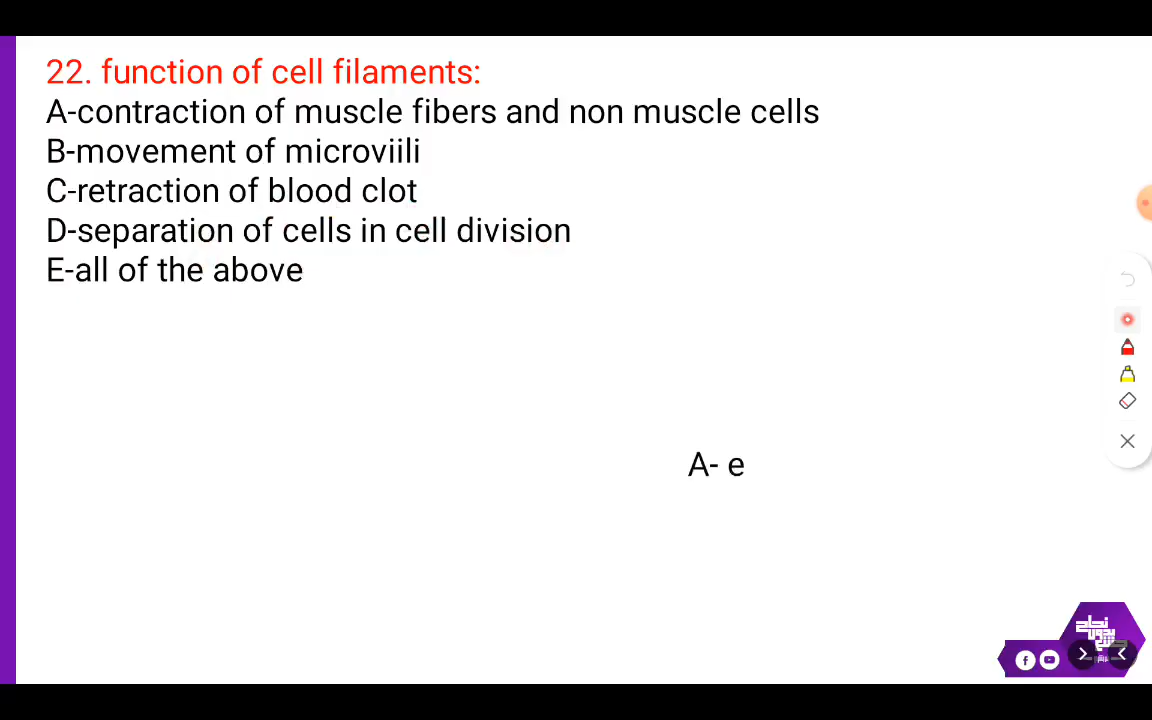 22. function of cell filaments:
A-contraction of muscle fibers and non muscle cells
B-movement of microviili
C-retraction of blood clot
D-separation of cells in cell division
E-all of the above
A- e